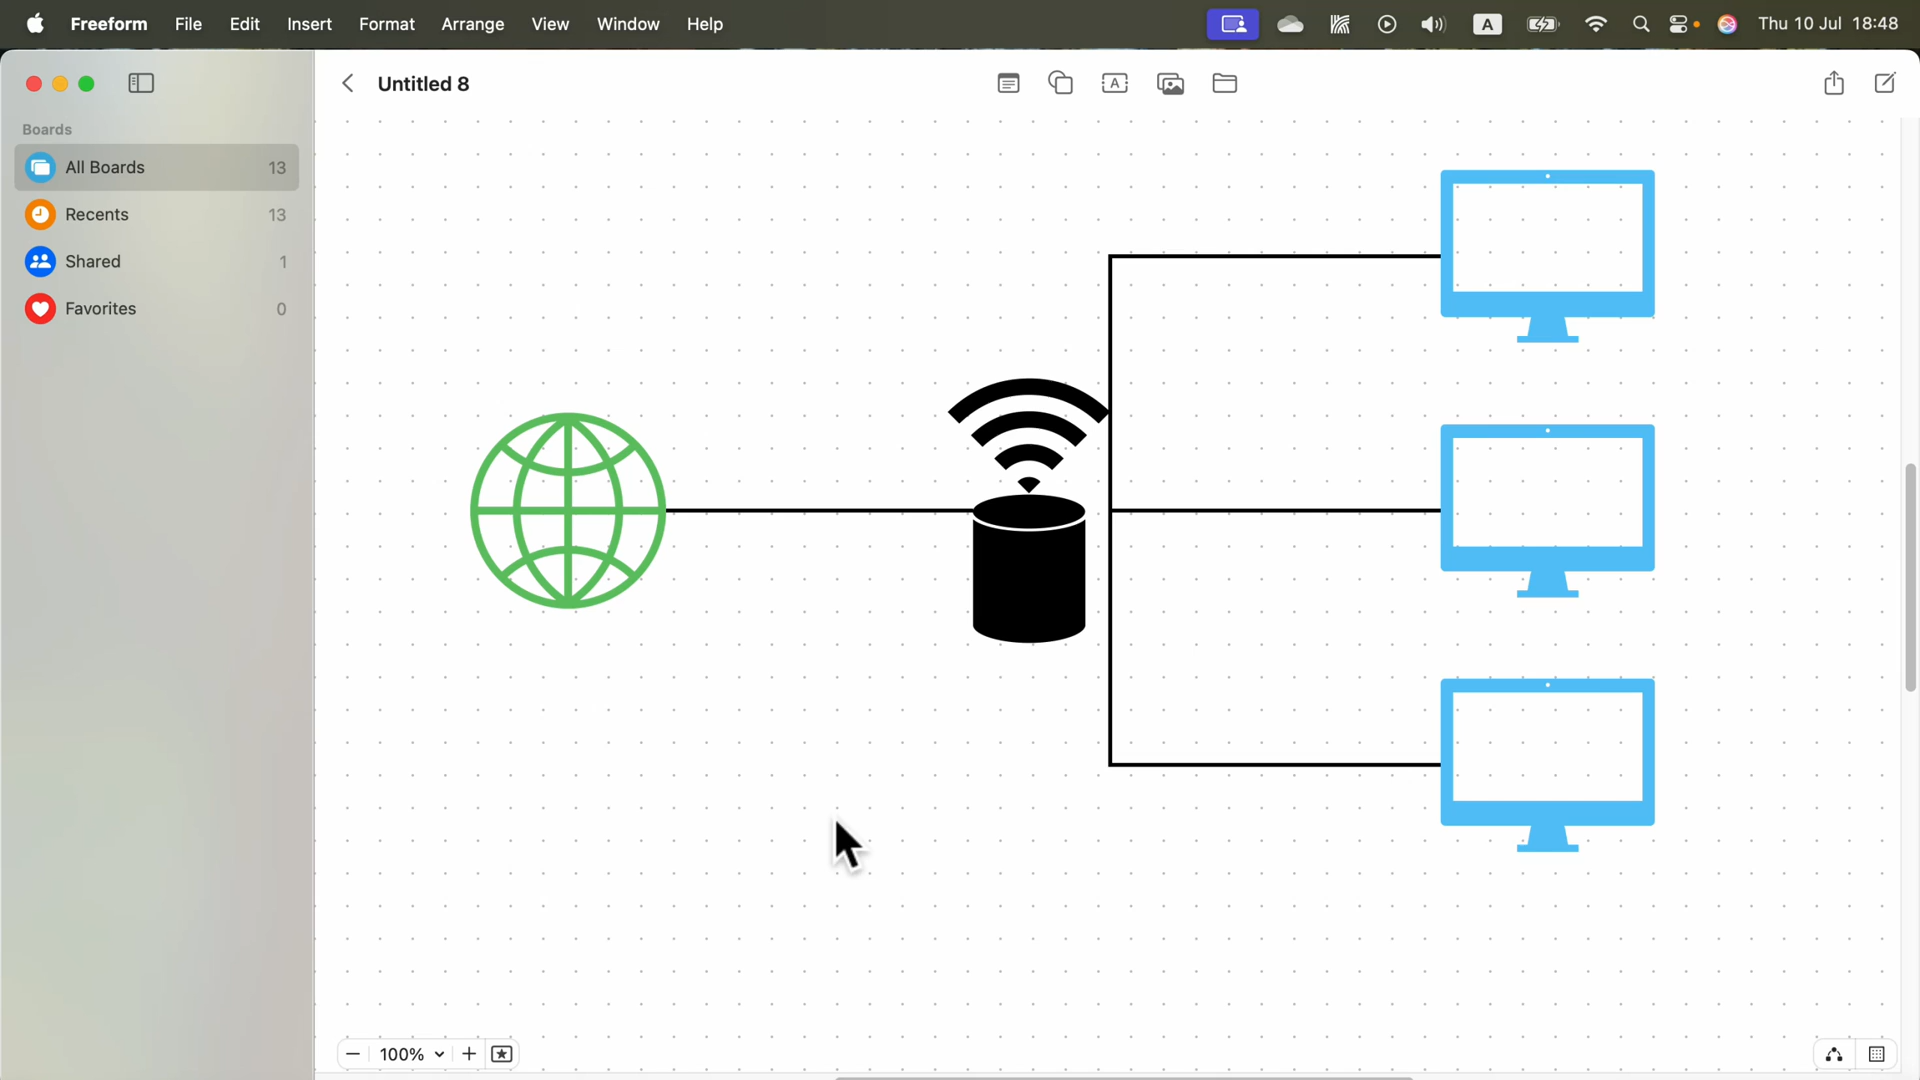 Freeform File Edit Insert Format Arrange View Window Help A Thu 10 Jul 18:48
Untitled 8 A
Boards
All Boards 13
Recents 13
Shared 1
Favorites 0
100%